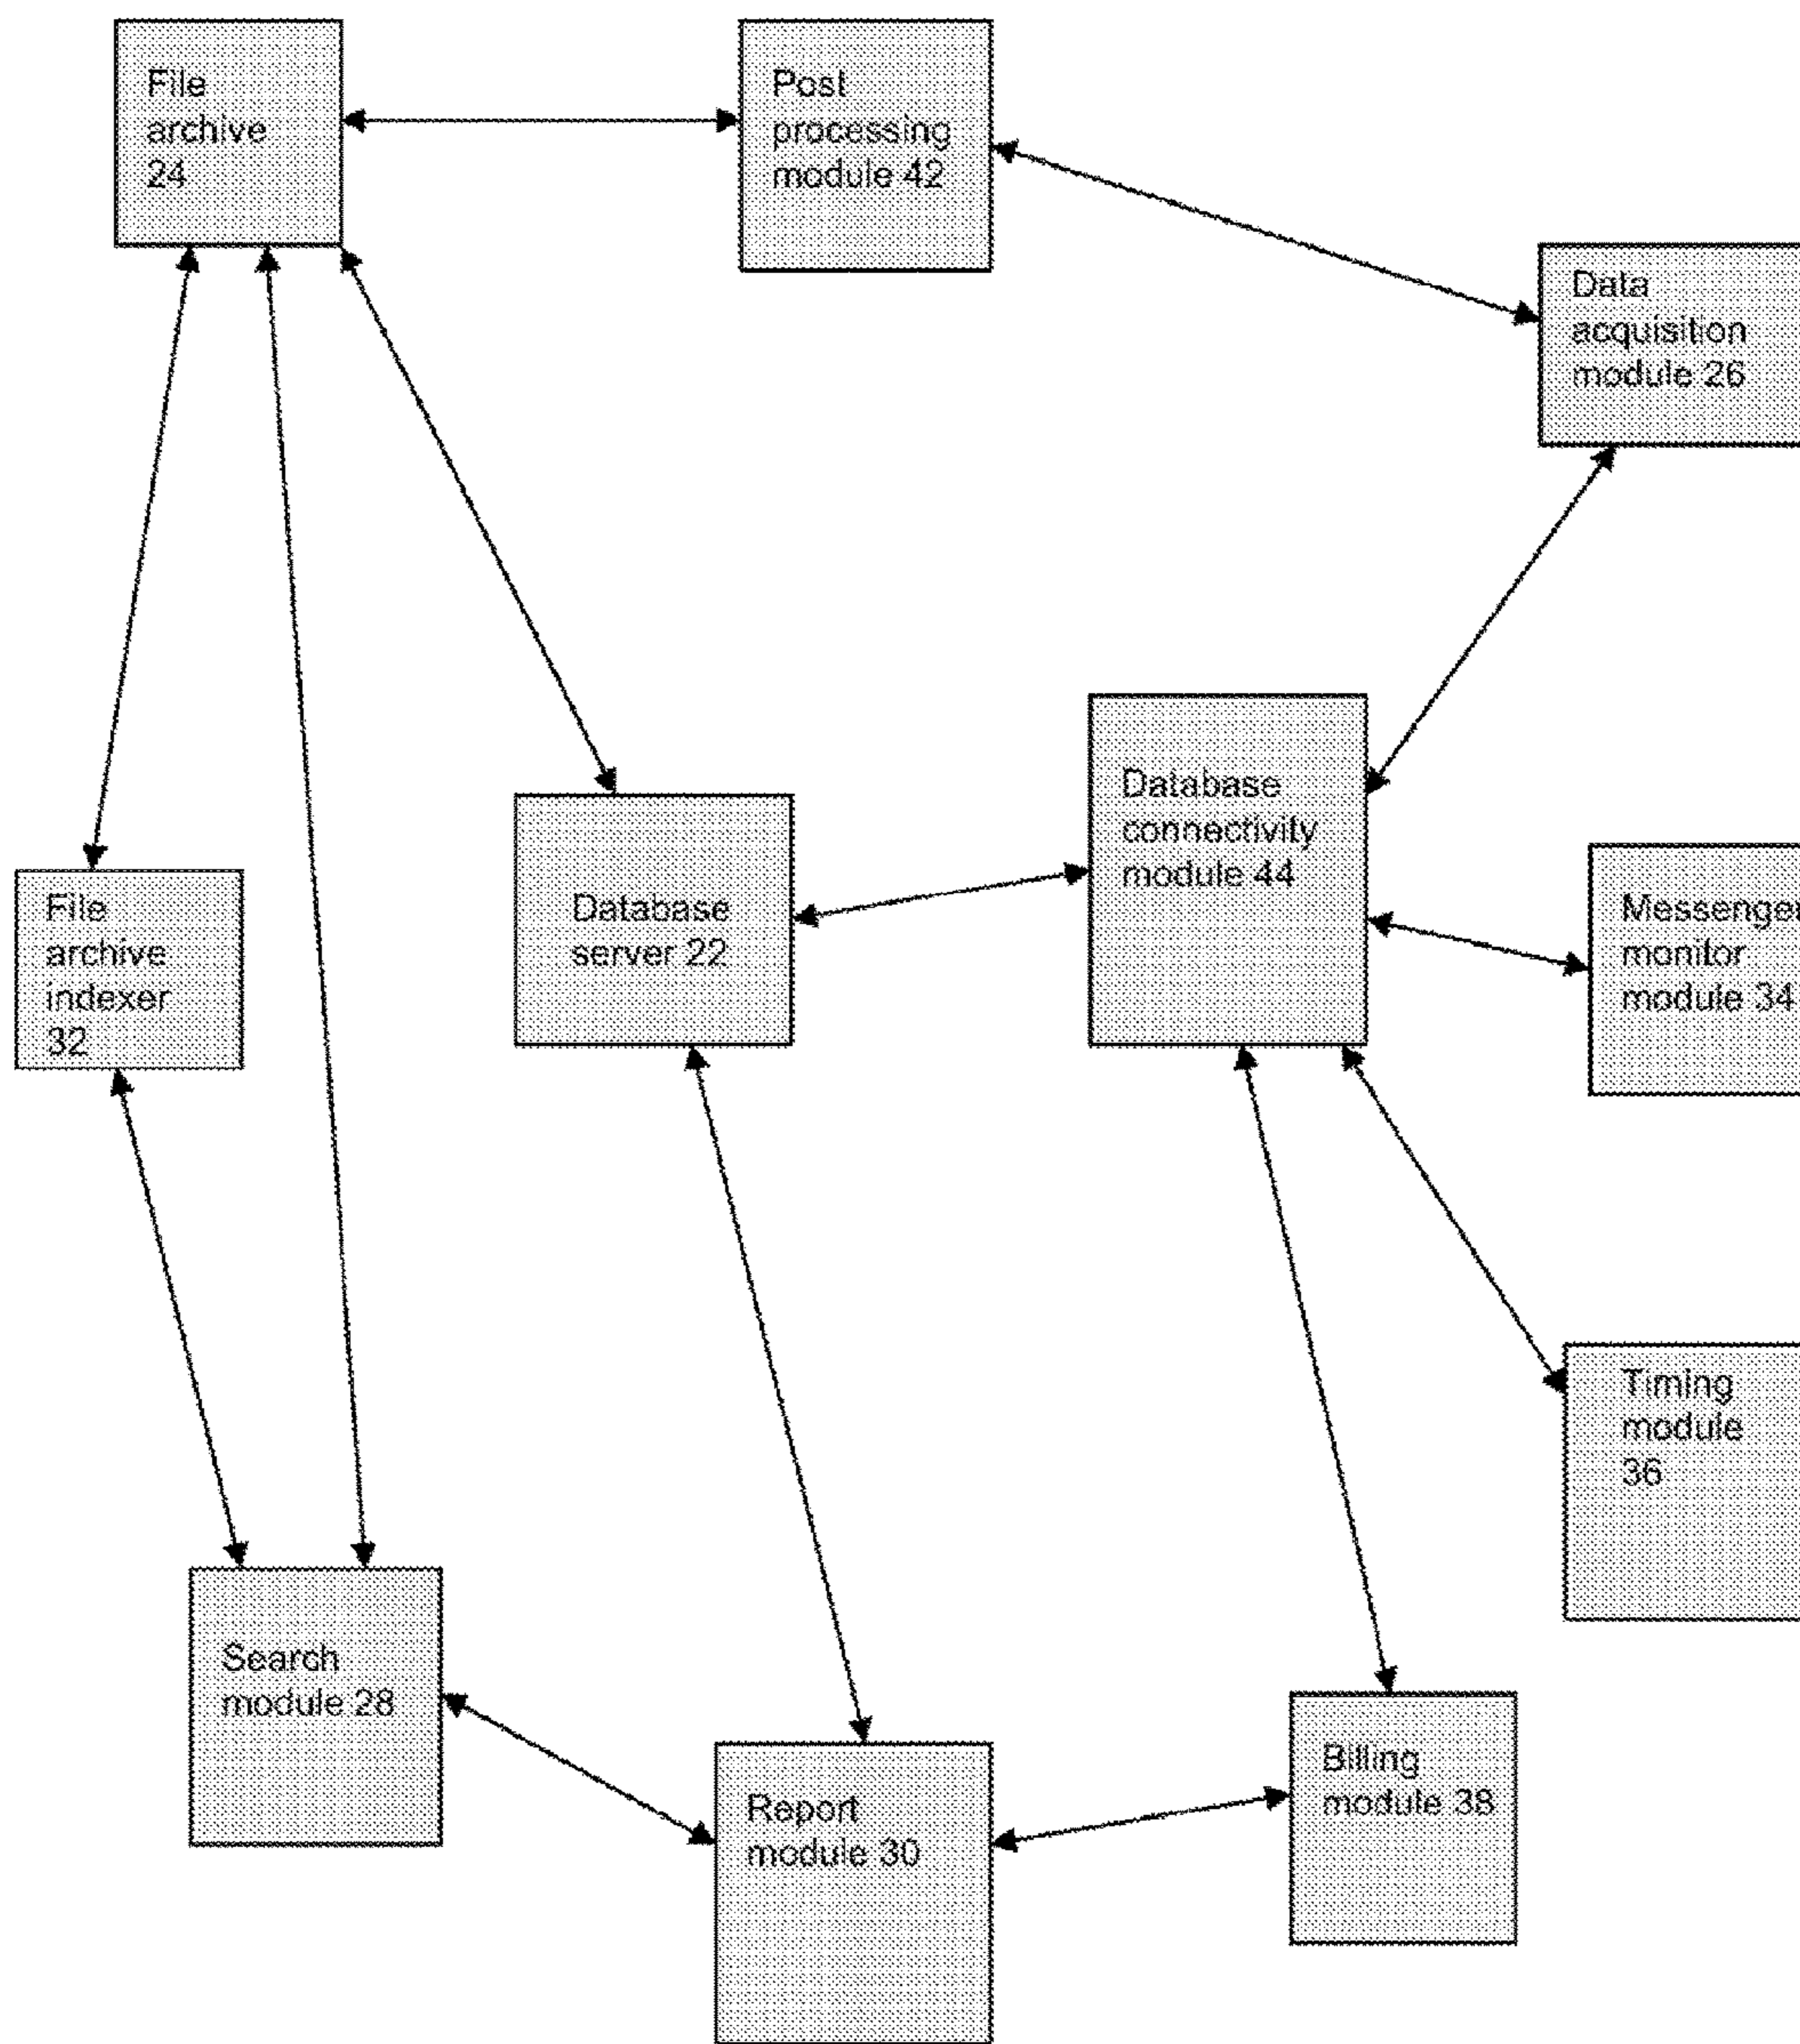 File
archive
24
Post
processing
module 42
Data
acquisition
module 26
Database
connectivity
module 44
File
archive
indexer
32
Database
server 22
Messenger
monitor
module 34
Timing
module
36
Search
module 28
Report
module 30
Billing
module 38